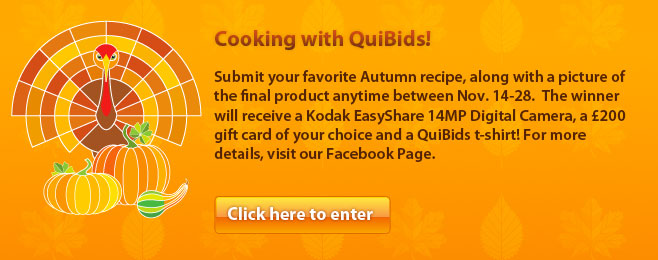 Cooking with QuiBids!
Submit your favorite Autumn recipe, along with a picture of
the final product anytime between Nov. 14-28. The winner
will receive a Kodak EasyShare 14MP Digital Camera, a £200
gift card of your choice and a QuiBids t-shirt! For more
details, visit our Facebook Page.
Click here to enter